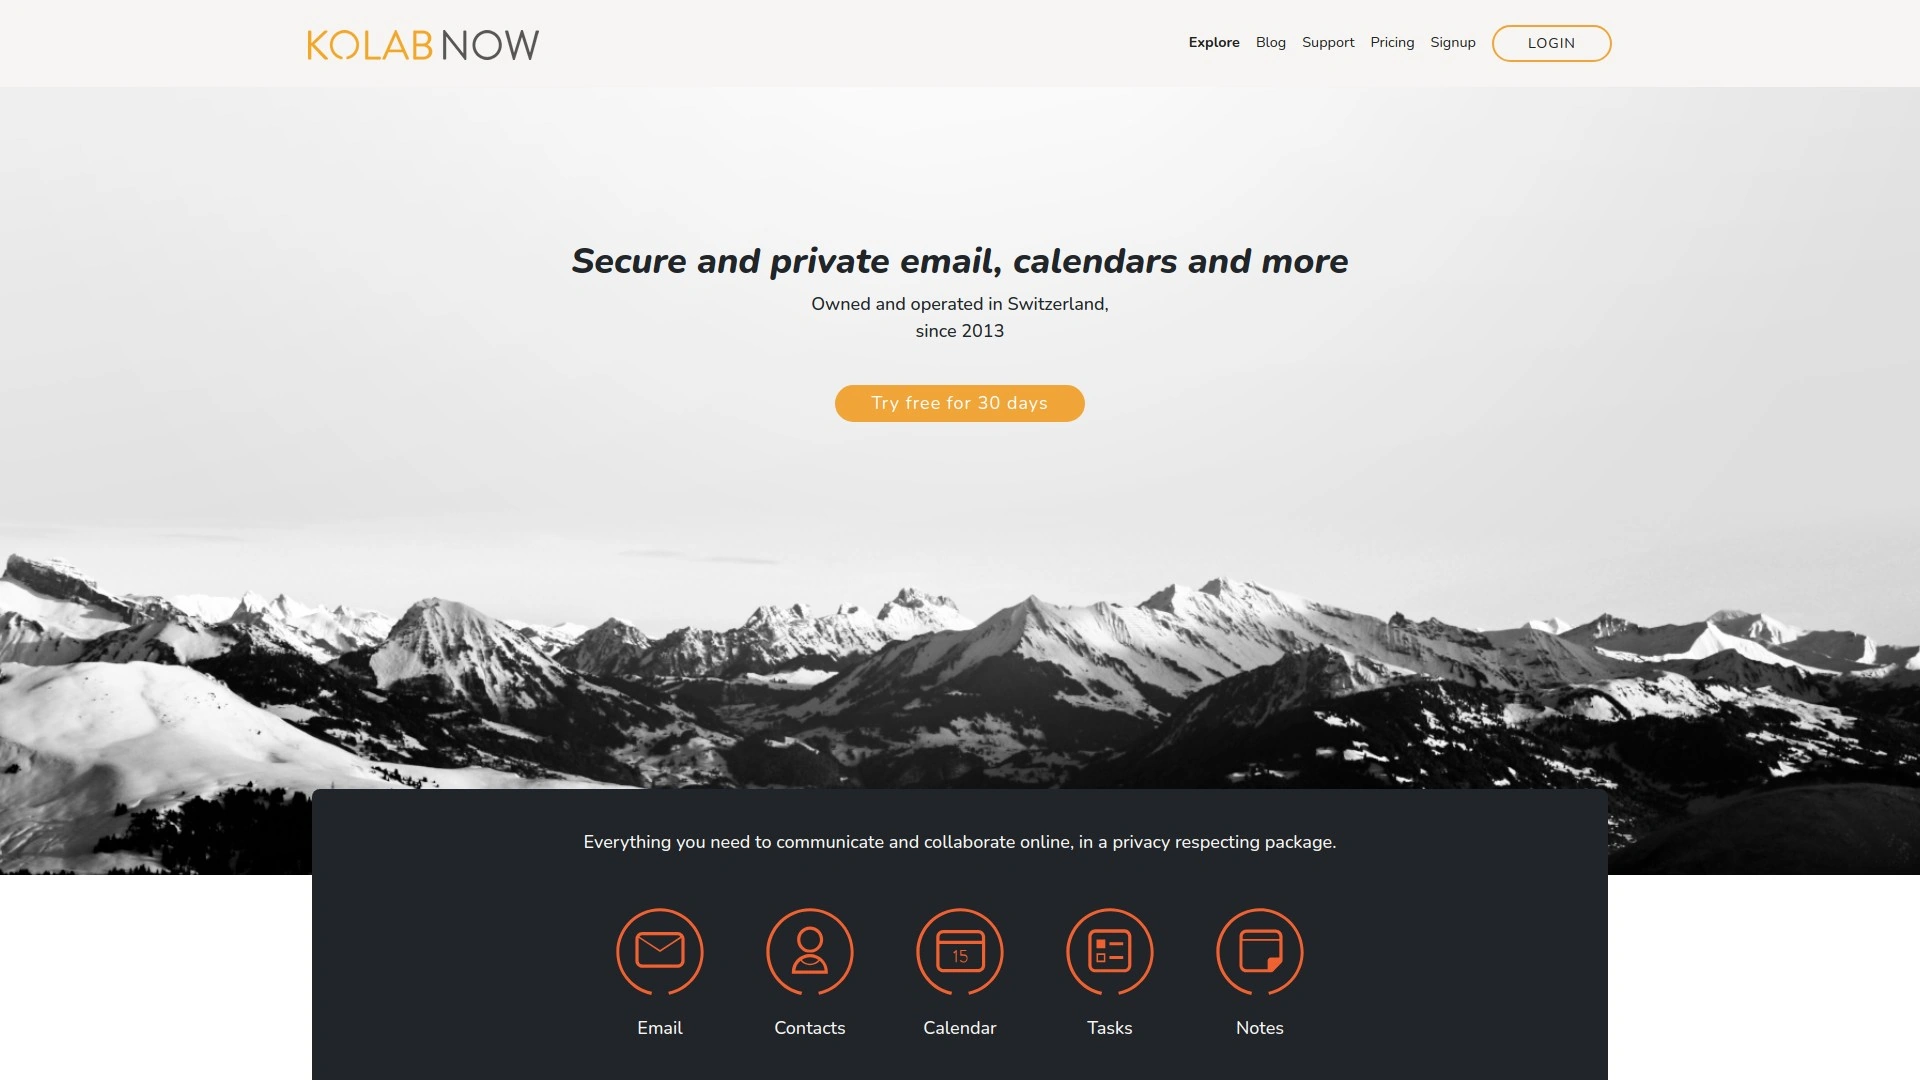 KOLAB NOW
Explore
Blog
Support
Pricing
Signup
LOGIN
Secure and private email, calendars and more
Owned and operated in Switzerland,
since 2013
Try free for 30 days
Everything you need to communicate and collaborate online, in a privacy respecting package.
15
Email
Contacts
Calendar
Tasks
Notes